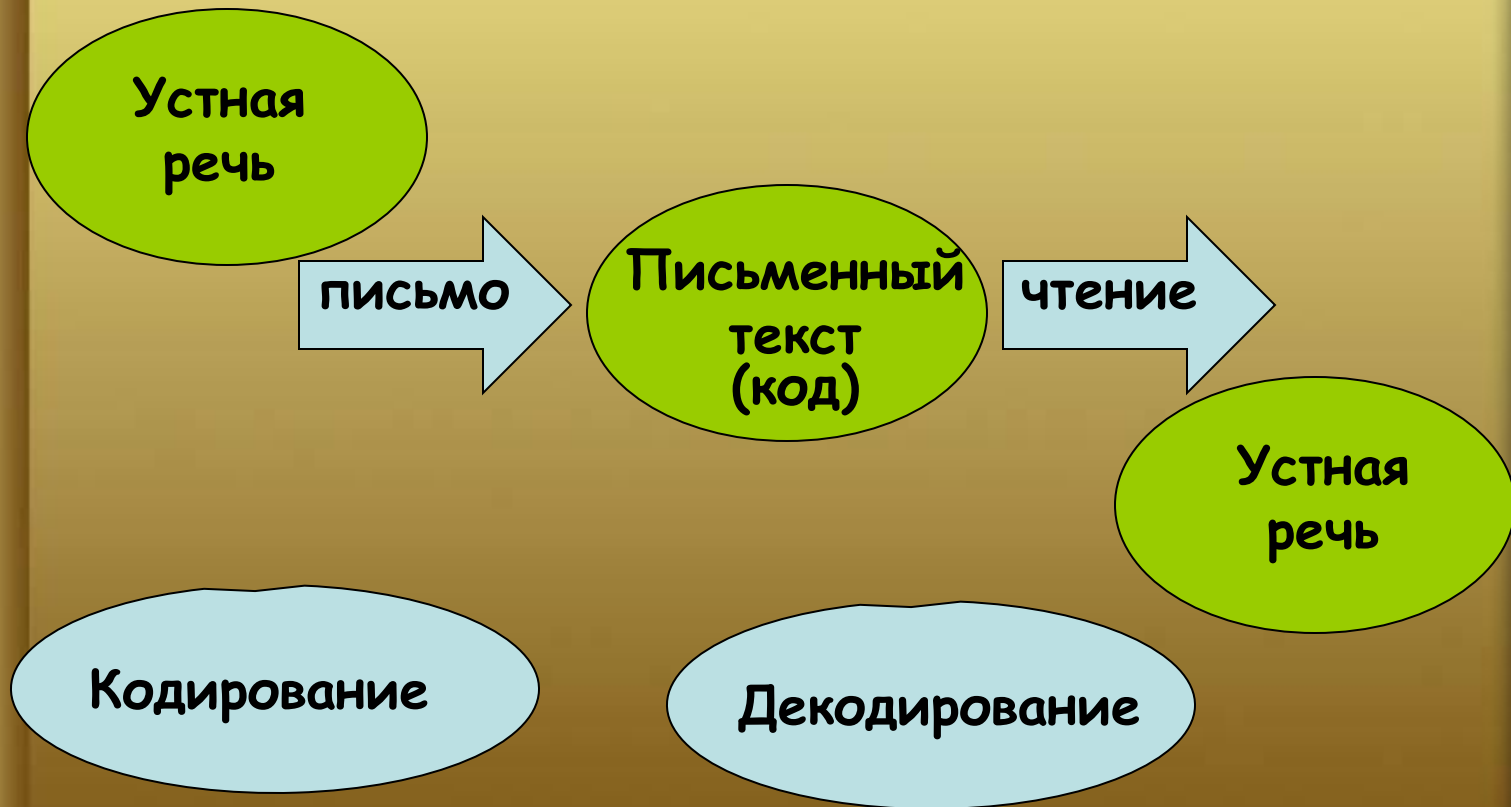 Устная
речь
письмо
Письменный
текст
(код)
чтение
Устная
речь
Кодирование
Декодирование